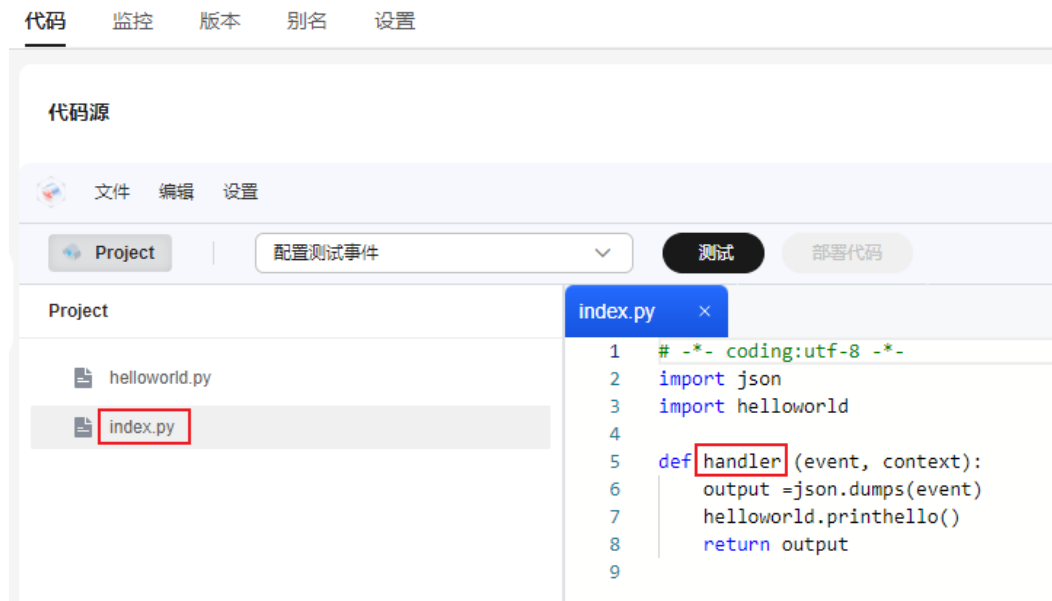 代码 监控 版本 别名 设置
代码源
文件 编辑 设置
Project 配置测试事件 测试 部署代码
Project index.py ×
helloworld.py
index.py
1 # -*- coding:utf-8 -*-
2 import json
3 import helloworld
4
5 def handler (event, context):
6 output =json.dumps(event)
7 helloworld.printhello()
8 return output
9